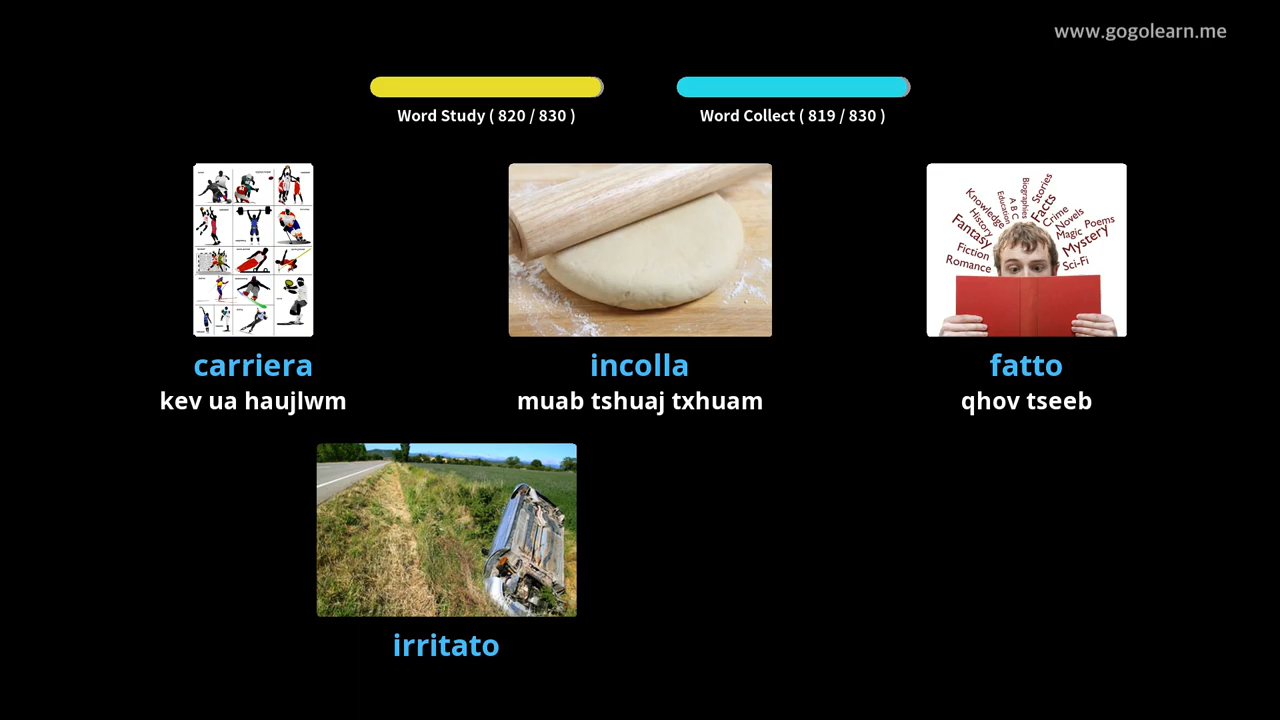 www.gogolearn.me
Word Study ( 820 / 830 )
Word Collect ( 819 / 830 )
Knowledge
History
Fantasy
Fiction
Romance
Education
A B C
Biographies
Stories
Facts
Crime
Novels
Magic
Poems
Mystery
Sci-Fi
carriera
incolla
fatto
kev ua haujlwm
muab tshuaj txhuam
qhov tseeb
irritato